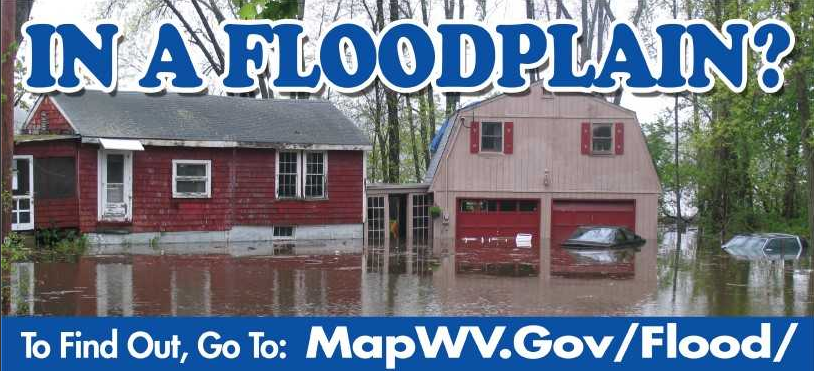 IN A FLOODPLAIN?
To Find Out, Go To: MapWV.Gov/Flood/